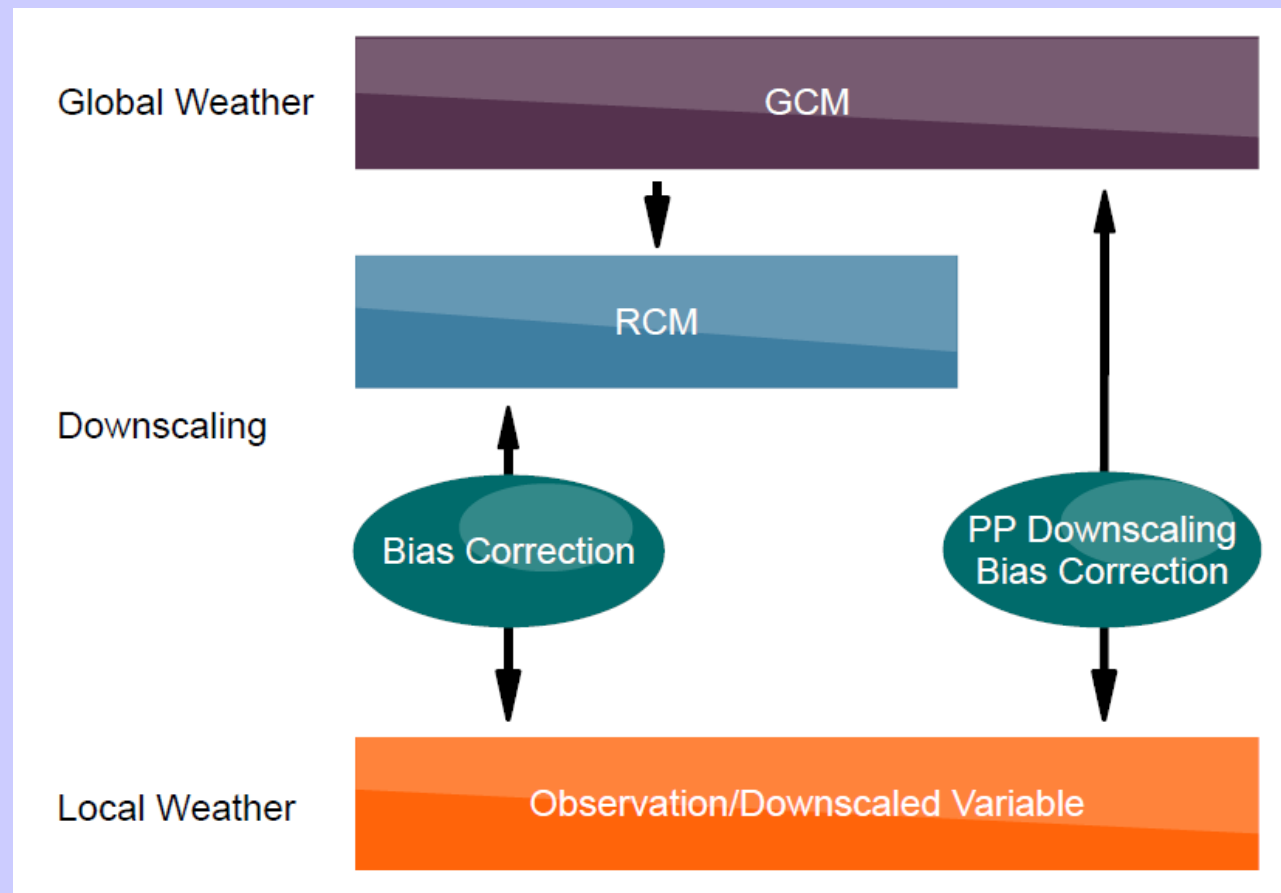 Global Weather
GCM
RCM
Downscaling
Bias Correction
PP Downscaling
Bias Correction
Local Weather
Observation/Downscaled Variable